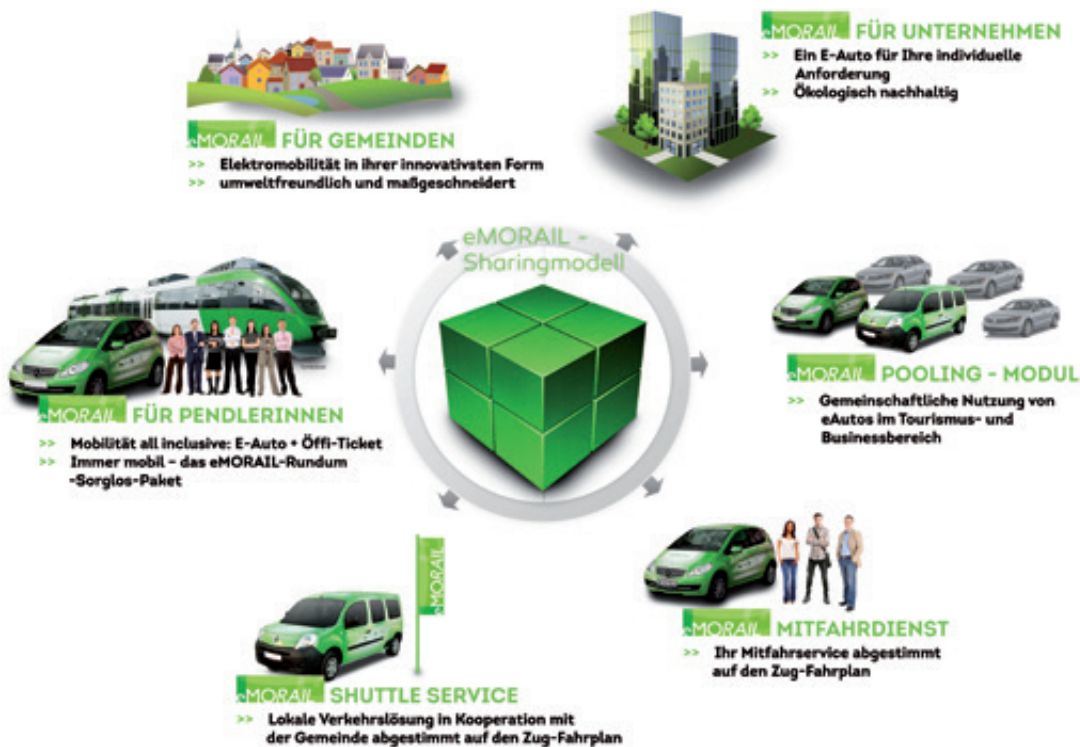 eMORAIL FÜR GEMEINDEN
>> Elektromobilität in ihrer innovativsten Form
>> umweltfreundlich und maßgeschneidert
eMORAIL FÜR UNTERNEHMEN
>> Ein E-Auto für Ihre individuelle
Anforderung
>> Ökologisch nachhaltig
eMORAIL -
Sharingmodell
eMORAIL FÜR PENDLERINNEN
>> Mobilität all inclusive: E-Auto + Öffi-Ticket
>> Immer mobil – das eMORAIL-Rundum
-Sorglos-Paket
eMORAIL POOLING - MODUL
>> Gemeinschaftliche Nutzung von
eAutos im Tourismus- und
Businessbereich
eMORAIL
eMORAIL SHUTTLE SERVICE
>> Lokale Verkehrslösung in Kooperation mit
der Gemeinde abgestimmt auf den Zug-Fahrplan
eMORAIL MITFAHRDIENST
>> Ihr Mitfahrservice abgestimmt
auf den Zug-Fahrplan